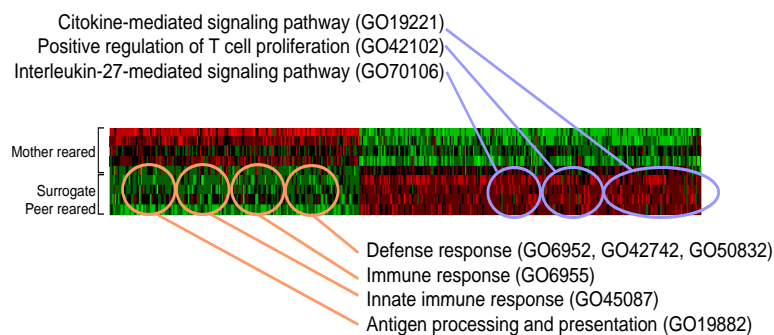 Citokine-mediated signaling pathway (GO19221)
Positive regulation of T cell proliferation (GO42102)
Interleukin-27-mediated signaling pathway (GO70106)
Mother reared
Surrogate
Peer reared
Defense response (GO6952, GO42742, GO50832)
Immune response (GO6955)
Innate immune response (GO45087)
Antigen processing and presentation (GO19882)